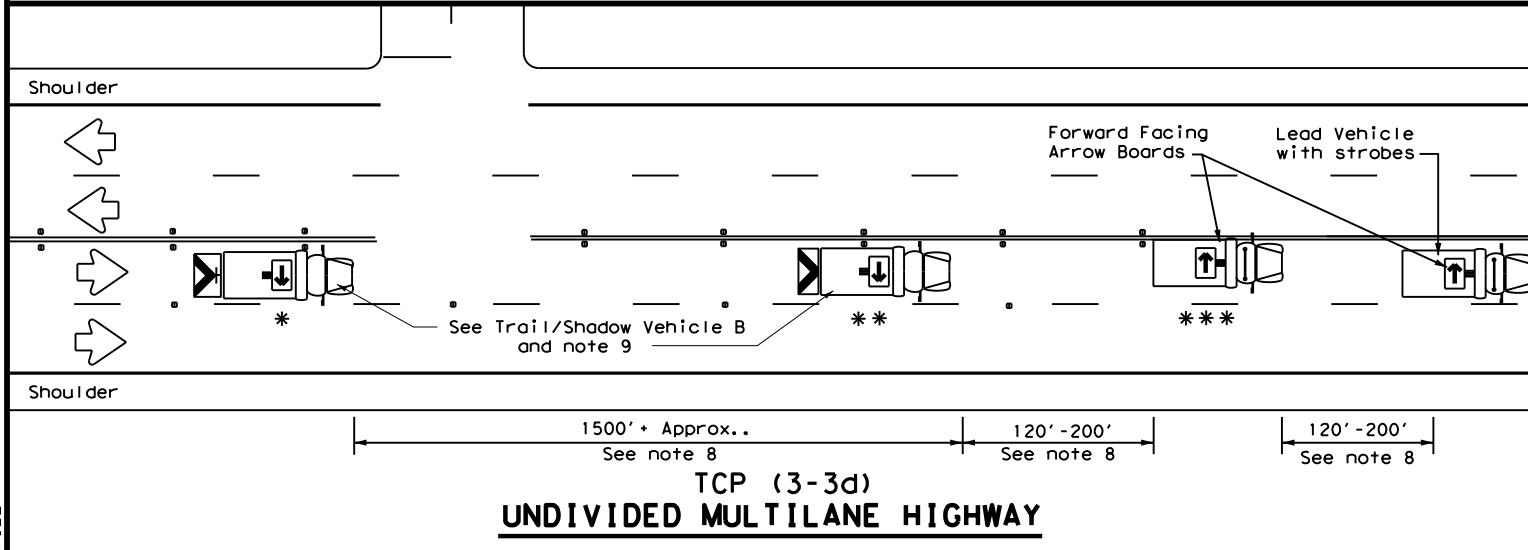 Shoulder
Forward Facing
Arrow Boards
Lead Vehicle
with strobes
*
**
***
See Trail/Shadow Vehicle B
and note 9
Shoulder
1500'+ Approx..
See note 8
120'-200'
See note 8
120'-200'
See note 8
TCP (3-3d)
UNDIVIDED MULTILANE HIGHWAY